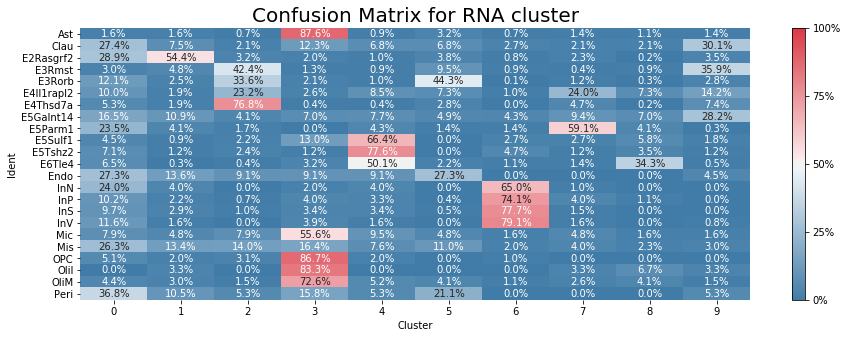 Confusion Matrix for RNA cluster
Ast 1.6% 1.6% 0.7% 87.6% 0.9% 3.2% 0.7% 1.4% 1.1% 1.4%
Clau 27.4% 7.5% 2.1% 12.3% 6.8% 6.8% 2.7% 2.1% 2.1% 30.1%
E2Rasgrf2 28.9% 54.4% 3.2% 2.0% 1.0% 3.8% 0.8% 2.3% 0.2% 3.5%
E3Rmst 3.0% 4.8% 42.4% 1.3% 0.9% 9.5% 0.9% 0.4% 0.9% 35.9%
E3Rorb 12.1% 2.5% 33.6% 2.1% 1.0% 44.3% 0.1% 1.2% 0.3% 2.8%
E4Il1rapl2 10.0% 1.9% 23.2% 2.6% 8.5% 7.3% 1.0% 24.0% 7.3% 14.2%
E4Thsd7a 5.3% 1.9% 76.8% 0.4% 0.4% 2.8% 0.0% 4.7% 0.2% 7.4%
E5Galnt14 16.5% 10.9% 4.1% 7.0% 7.7% 4.9% 4.3% 9.4% 7.0% 28.2%
E5Parm1 23.5% 4.1% 1.7% 0.0% 4.3% 1.4% 1.4% 59.1% 4.1% 0.3%
E5Sulf1 4.5% 0.9% 2.2% 13.0% 66.4% 0.0% 2.7% 2.7% 5.8% 1.8%
E5Tshz2 7.1% 1.2% 2.4% 1.2% 77.6% 0.0% 4.7% 1.2% 3.5% 1.2%
E6Tle4 6.5% 0.3% 0.4% 3.2% 50.1% 2.2% 1.1% 1.4% 34.3% 0.5%
Endo 27.3% 13.6% 9.1% 9.1% 9.1% 27.3% 0.0% 0.0% 0.0% 4.5%
InN 24.0% 4.0% 0.0% 2.0% 4.0% 0.0% 65.0% 1.0% 0.0% 0.0%
InP 10.2% 2.2% 0.7% 4.0% 3.3% 0.4% 74.1% 4.0% 1.1% 0.0%
InS 9.7% 2.9% 1.0% 3.4% 3.4% 0.5% 77.7% 1.5% 0.0% 0.0%
InV 11.6% 1.6% 0.0% 3.9% 1.6% 0.0% 79.1% 1.6% 0.0% 0.8%
Mic 7.9% 4.8% 7.9% 55.6% 9.5% 4.8% 1.6% 4.8% 1.6% 1.6%
Mis 26.3% 13.4% 14.0% 16.4% 7.6% 11.0% 2.0% 4.0% 2.3% 3.0%
OPC 5.1% 2.0% 3.1% 86.7% 2.0% 0.0% 1.0% 0.0% 0.0% 0.0%
OliI 0.0% 3.3% 0.0% 83.3% 0.0% 0.0% 0.0% 3.3% 6.7% 3.3%
OliM 4.4% 3.0% 1.5% 72.6% 5.2% 4.1% 1.1% 2.6% 4.1% 1.5%
Peri 36.8% 10.5% 5.3% 15.8% 5.3% 21.1% 0.0% 0.0% 0.0% 5.3%
0 1 2 3 4 5 6 7 8 9
Cluster
Ident
100%
75%
50%
25%
0%